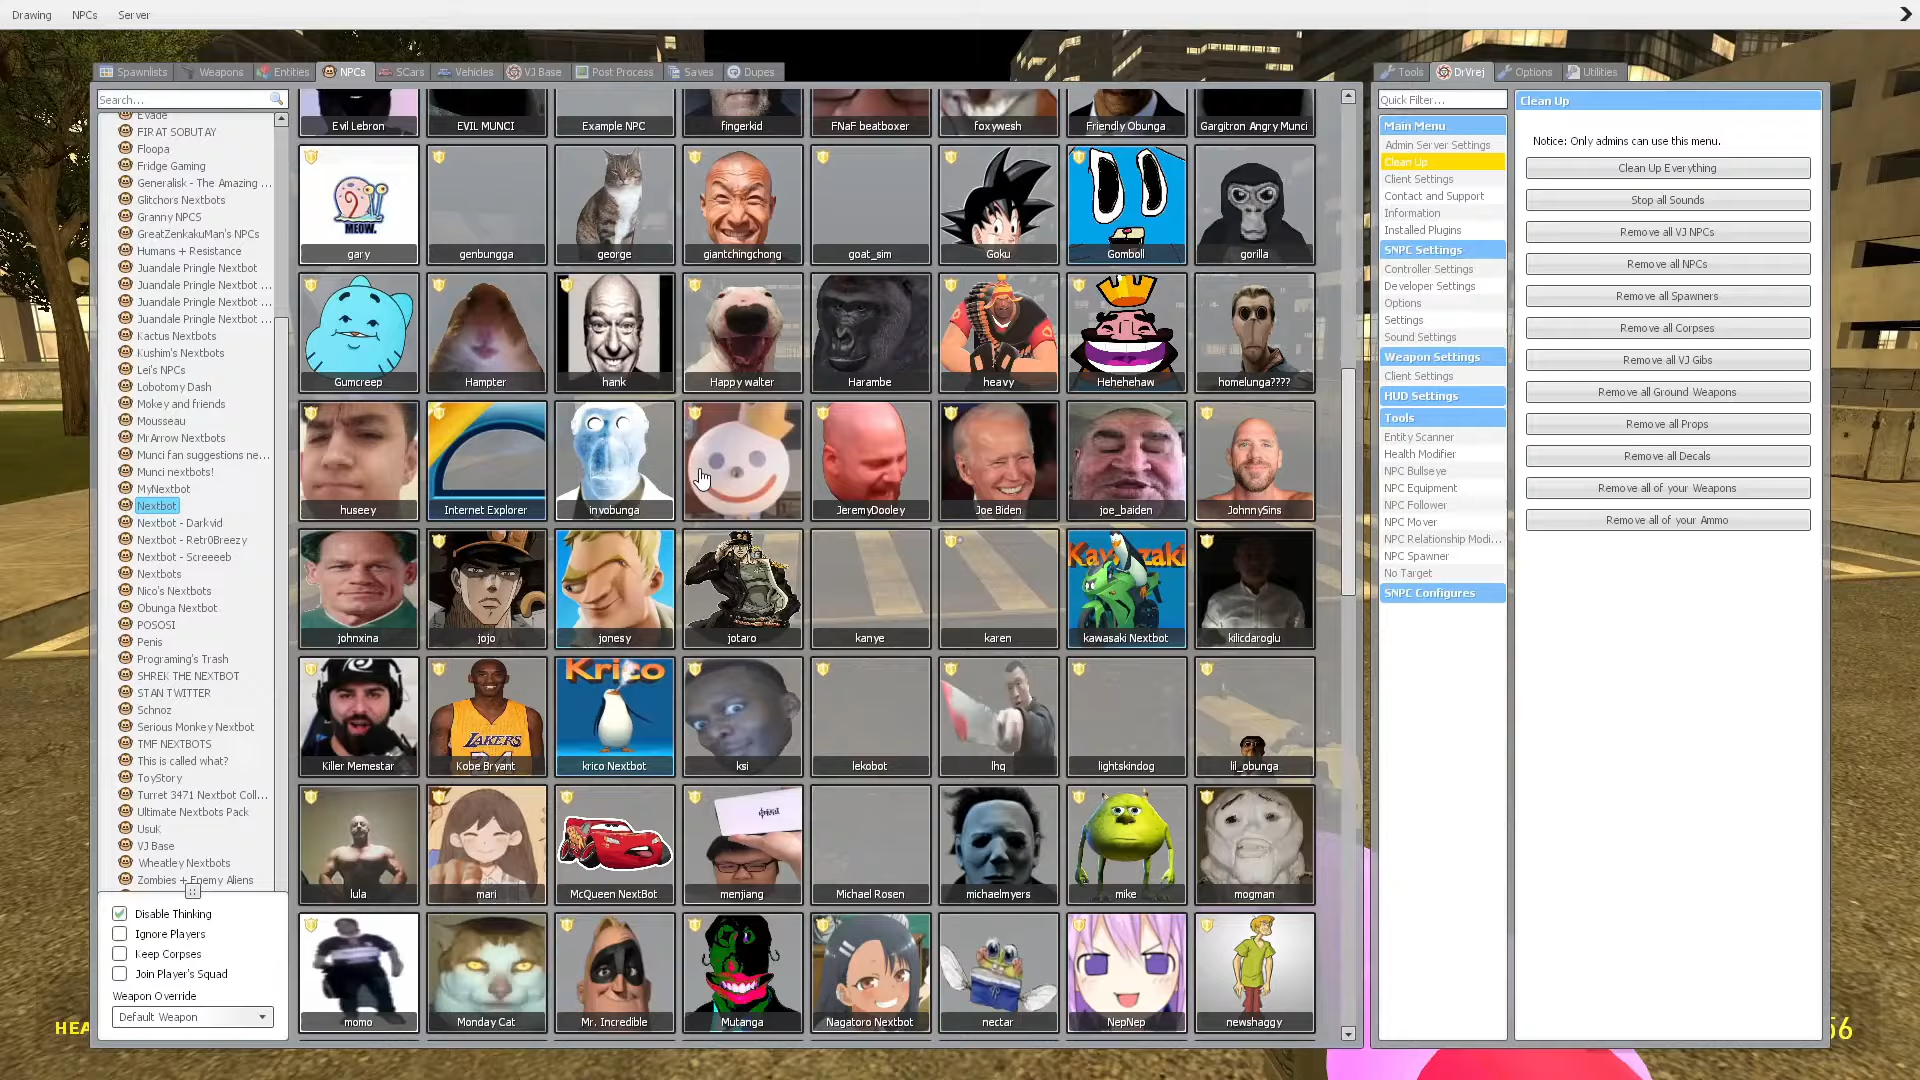 Drawing NPCs Server
Spawnlists Weapons Entities NPCs SCars Vehicles VJ Base Post Process Saves Dupes
Tools DrVrej Options Utilities
Search...
Evade
FIRAT SOBUTAY
Floopa
Fridge Gaming
Generalisk - The Amazing ...
Glitchors Nextbots
Granny NPCS
GreatZenkakuMan's NPCs
Humans + Resistance
Juandale Pringle Nextbot
Juandale Pringle Nextbot ...
Juandale Pringle Nextbot ...
Juandale Pringle Nextbot ...
Kactus Nextbots
Kushim's Nextbots
Lei's NPCs
Lobotomy Dash
Mokey and friends
Mousseau
MrArrow Nextbots
Munci fan suggestions ne...
Munci nextbots!
MyNextbot
Nextbot
Nextbot - Darkvid
Nextbot - Retr0Breezy
Nextbot - Screeeeb
Nextbots
Nico's Nextbots
Obunga Nextbot
POSOSI
Penis
Programing's Trash
SHREK THE NEXTBOT
STAN TWITTER
Schnoz
Serious Monkey Nextbot
TMF NEXTBOTS
This is called what?
ToyStory
Turret 3471 Nextbot Coll...
Ultimate Nextbots Pack
UsuK
VJ Base
Wheatley Nextbots
Zombies + Enemy Aliens
Disable Thinking
Ignore Players
Keep Corpses
Join Player's Squad
Weapon Override
Default Weapon
Evil Lebron EVIL MUNCI Example NPC fingerkid FNaF beatboxer foxywesh Friendly Obunga Gargitron Angry Munci
MEOW.
gary genbungga george giantchingchong goat_sim Goku Gomboll gorilla
Gumcreep Hampter hank Happy walter Harambe heavy Hehehehaw homelunga????
huseey Internet Explorer invobunga JeremyDooley Joe Biden joe_baiden JohnnySins
Kawazaki
johnxina jojo jonesy jotaro kanye karen kawasaki Nextbot kilicdaroglu
Krico
LAKERS
Killer Memestar Kobe Bryant krico Nextbot ksi lekobot lhq lightskindog lil_obunga
lula mari McQueen NextBot menjiang Michael Rosen michaelmyers mike mogman
momo Monday Cat Mr. Incredible Mutanga Nagatoro Nextbot nectar NepNep newshaggy
Quick Filter...
Main Menu
Admin Server Settings
Clean Up
Client Settings
Contact and Support
Information
Installed Plugins
SNPC Settings
Controller Settings
Developer Settings
Options
Settings
Sound Settings
Weapon Settings
Client Settings
HUD Settings
Tools
Entity Scanner
Health Modifier
NPC Bullseye
NPC Equipment
NPC Follower
NPC Mover
NPC Relationship Modi...
NPC Spawner
No Target
SNPC Configures
Clean Up
Notice: Only admins can use this menu.
Clean Up Everything
Stop all Sounds
Remove all VJ NPCs
Remove all NPCs
Remove all Spawners
Remove all Corpses
Remove all VJ Gibs
Remove all Ground Weapons
Remove all Props
Remove all Decals
Remove all of your Weapons
Remove all of your Ammo
HEA
56